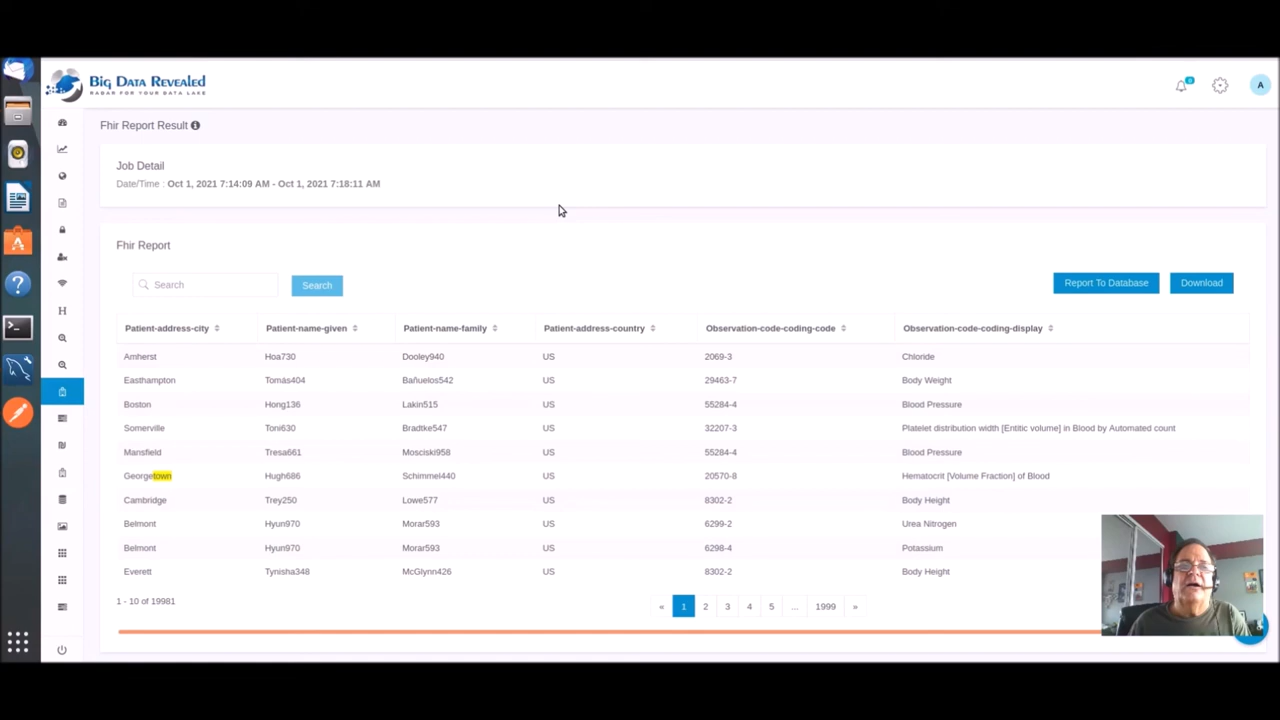 BIG DATA REVEALED
RADAR FOR YOUR DATA LAKE
A
Fhir Report Result
Job Detail
Date/Time : Oct 1, 2021 7:14:09 AM - Oct 1, 2021 7:18:11 AM
Fhir Report
Search Search Report To Database Download
Patient-address-city Patient-name-given Patient-name-family Patient-address-country Observation-code-coding-code Observation-code-coding-display
Amherst Hoa730 Dooley940 US 2069-3 Chloride
Easthampton Tomás404 Bañuelos542 US 29463-7 Body Weight
Boston Hong136 Lakin515 US 55284-4 Blood Pressure
Somerville Toni630 Bradtke547 US 32207-3 Platelet distribution width [Entitic volume] in Blood by Automated count
Mansfield Tresa661 Mosciski958 US 55284-4 Blood Pressure
Georgetown Hugh686 Schimmel440 US 20570-8 Hematocrit [Volume Fraction] of Blood
Cambridge Trey250 Lowe577 US 8302-2 Body Height
Belmont Hyun970 Morar593 US 6299-2 Urea Nitrogen
Belmont Hyun970 Morar593 US 6298-4 Potassium
Everett Tynisha348 McGlynn426 US 8302-2 Body Height
1 - 10 of 19981 « 1 2 3 4 5 ... 1999 »